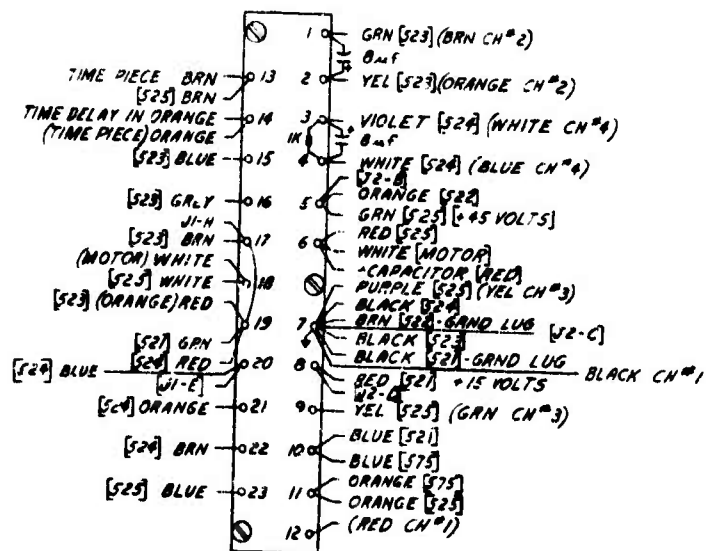 1 GRN [523] (BRN CH#2)
8μf
TIME PIECE BRN 13 2 YEL [523] (ORANGE CH#2)
[525] BRN
TIME DELAY IN ORANGE 14 3 VIOLET [524] (WHITE CH#4)
(TIME PIECE) ORANGE 1K + 8μf
[523] BLUE 15 4 WHITE [524] (BLUE CH#4)
[J2-B]
[523] GREY 16 5 ORANGE [522]
GRN [525] [+45 VOLTS]
J1-H RED [525]
[523] BRN 17 6 WHITE [MOTOR]
(MOTOR) WHITE +CAPACITOR [RED]
[525] WHITE 18 PURPLE [525] (YEL CH#3)
[523] (ORANGE) RED BLACK [524]
19 7 BRN [522]-GRND LUG [J2-C]
[521] GRN BLACK [523]
[524] RED 20 BLACK [521]-GRND LUG
[524] BLUE BLACK CH#1
[J1-E] 8 RED [521] +15 VOLTS
[524] ORANGE 21 9 YEL [525] (GRN CH#3)
[524] BRN 22 10 BLUE [521]
BLUE [575]
[525] BLUE 23 11 ORANGE [575]
ORANGE [525]
12 (RED CH#1)